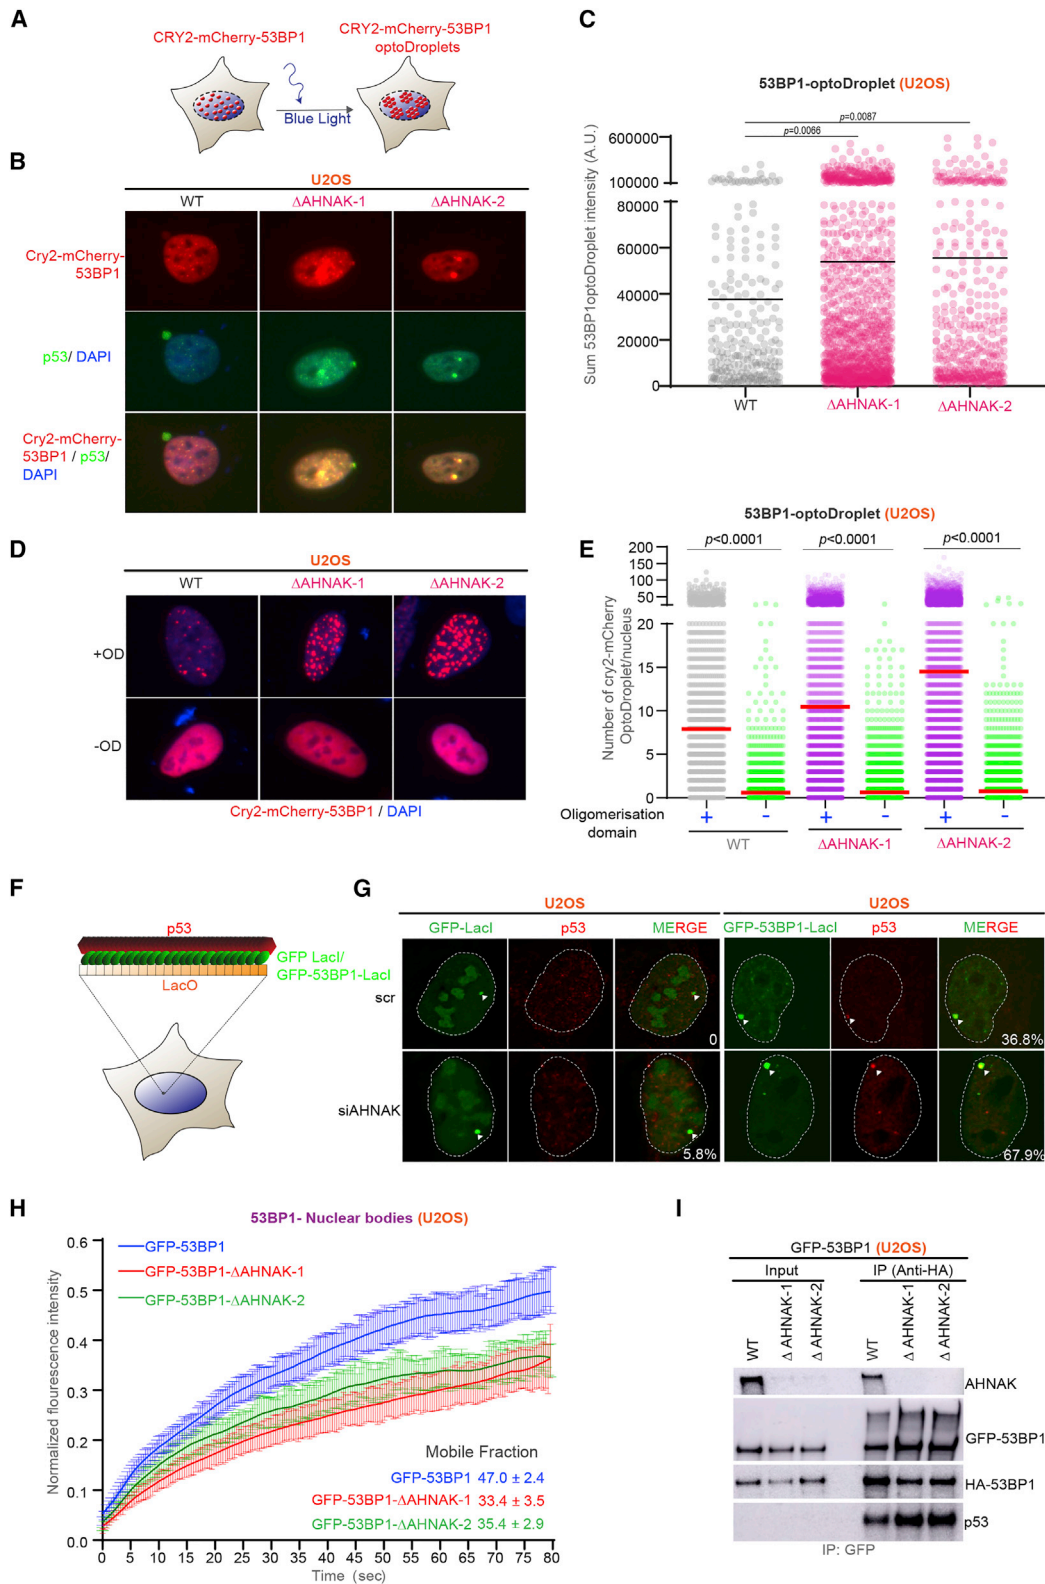 A
CRY2-mCherry-53BP1
CRY2-mCherry-53BP1
optoDroplets
Blue Light
B
U2OS
WT
ΔAHNAK-1
ΔAHNAK-2
Cry2-mCherry-
53BP1
p53/ DAPI
Cry2-mCherry-
53BP1 / p53/
DAPI
C
53BP1-optoDroplet (U2OS)
p=0.0087
p=0.0066
Sum 53BP1optoDroplet intensity (A.U.)
600000
100000
80000
60000
40000
20000
0
WT
ΔAHNAK-1
ΔAHNAK-2
D
U2OS
WT
ΔAHNAK-1
ΔAHNAK-2
+OD
-OD
Cry2-mCherry-53BP1 / DAPI
53BP1-optoDroplet (U2OS)
E
p<0.0001
p<0.0001
p<0.0001
Number of cry2-mCherry
OptoDroplet/nucleus
200
150
100
50
20
15
10
5
0
Oligomerisation
domain
+ - + - + -
WT
ΔAHNAK-1
ΔAHNAK-2
F
p53
GFP LacI/
GFP-53BP1-LacI
LacO
G
U2OS
U2OS
GFP-LacI
p53
MERGE
GFP-53BP1-LacI
p53
MERGE
scr
0
36.8%
siAHNAK
5.8%
67.9%
H
53BP1- Nuclear bodies (U2OS)
GFP-53BP1
GFP-53BP1-ΔAHNAK-1
GFP-53BP1-ΔAHNAK-2
Normalized flourescence intensity
0.6
0.5
0.4
0.3
0.2
0.1
0.0
Mobile Fraction
GFP-53BP1 47.0 ± 2.4
GFP-53BP1-ΔAHNAK-1 33.4 ± 3.5
GFP-53BP1-ΔAHNAK-2 35.4 ± 2.9
0 5 10 15 20 25 30 35 40 45 50 55 60 65 70 75 80
Time (sec)
I
GFP-53BP1 (U2OS)
Input
IP (Anti-HA)
WT
Δ AHNAK-1
Δ AHNAK-2
WT
Δ AHNAK-1
Δ AHNAK-2
AHNAK
GFP-53BP1
HA-53BP1
p53
IP: GFP